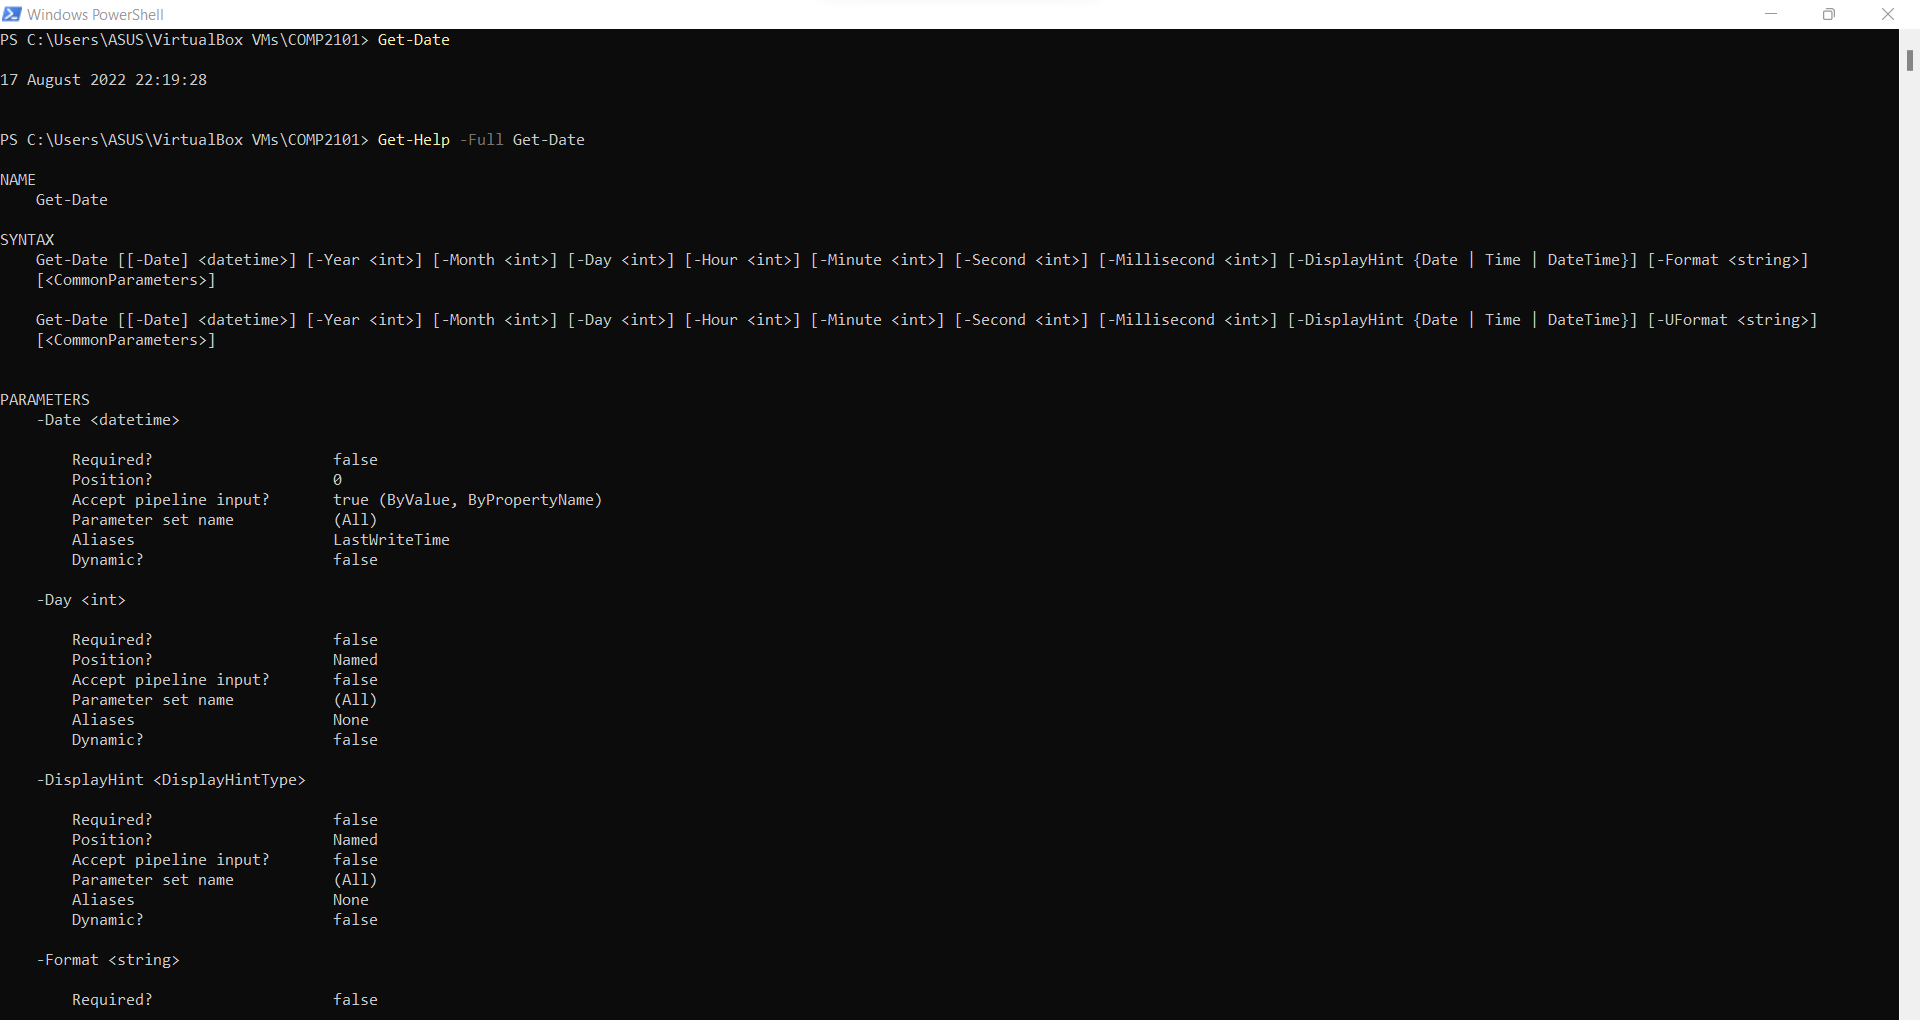 Windows PowerShell
PS C:\Users\ASUS\VirtualBox VMs\COMP2101> Get-Date
17 August 2022 22:19:28
PS C:\Users\ASUS\VirtualBox VMs\COMP2101> Get-Help -Full Get-Date
NAME
    Get-Date
SYNTAX
    Get-Date [[-Date] <datetime>] [-Year <int>] [-Month <int>] [-Day <int>] [-Hour <int>] [-Minute <int>] [-Second <int>] [-Millisecond <int>] [-DisplayHint {Date | Time | DateTime}] [-Format <string>]
    [<CommonParameters>]
    Get-Date [[-Date] <datetime>] [-Year <int>] [-Month <int>] [-Day <int>] [-Hour <int>] [-Minute <int>] [-Second <int>] [-Millisecond <int>] [-DisplayHint {Date | Time | DateTime}] [-UFormat <string>]
    [<CommonParameters>]
PARAMETERS
    -Date <datetime>
        Required?                    false
        Position?                    0
        Accept pipeline input?       true (ByValue, ByPropertyName)
        Parameter set name           (All)
        Aliases                      LastWriteTime
        Dynamic?                     false
    -Day <int>
        Required?                    false
        Position?                    Named
        Accept pipeline input?       false
        Parameter set name           (All)
        Aliases                      None
        Dynamic?                     false
    -DisplayHint <DisplayHintType>
        Required?                    false
        Position?                    Named
        Accept pipeline input?       false
        Parameter set name           (All)
        Aliases                      None
        Dynamic?                     false
    -Format <string>
        Required?                    false